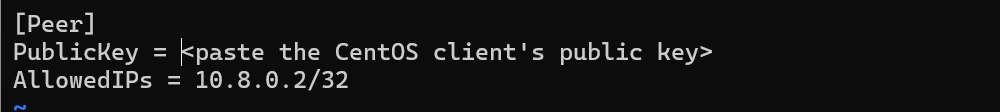 [Peer]
PublicKey = <paste the CentOS client's public key>
AllowedIPs = 10.8.0.2/32
~